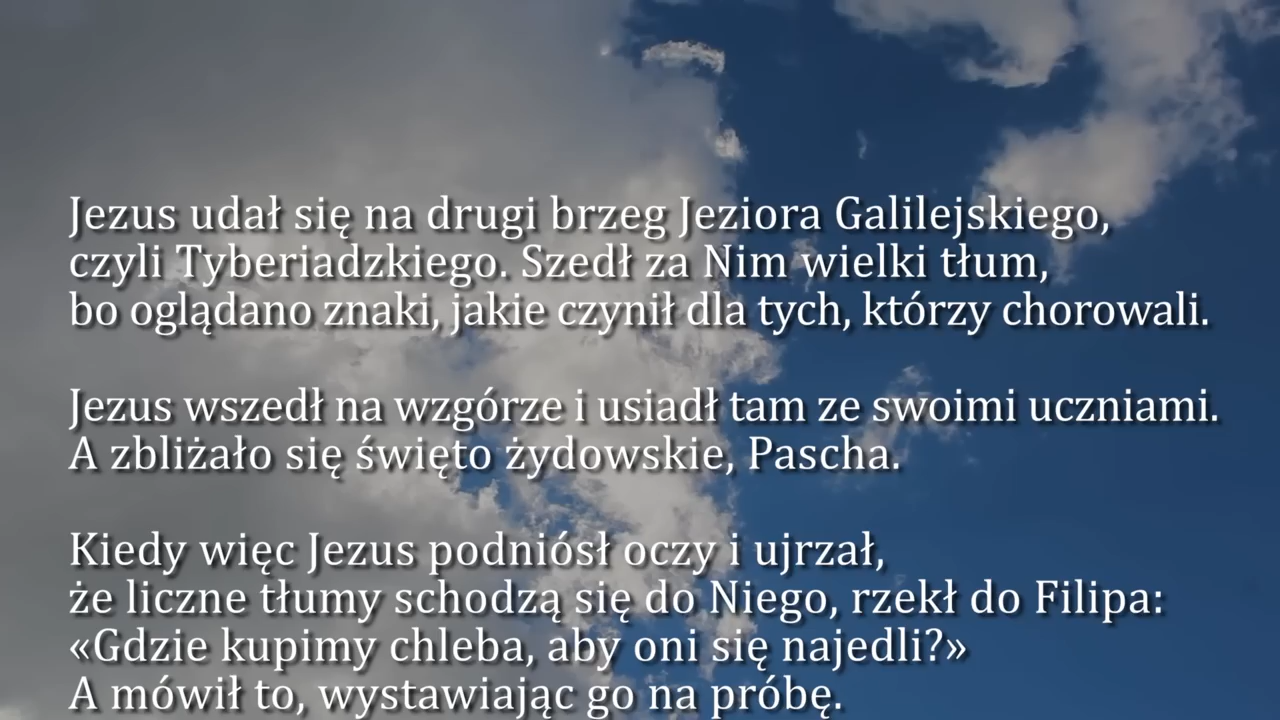 Jezus udał się na drugi brzeg Jeziora Galilejskiego,
czyli Tyberiadzkiego. Szedł za Nim wielki tłum,
bo oglądano znaki, jakie czynił dla tych, którzy chorowali.
Jezus wszedł na wzgórze i usiadł tam ze swoimi uczniami.
A zbliżało się święto żydowskie, Pascha.
Kiedy więc Jezus podniósł oczy i ujrzał,
że liczne tłumy schodzą się do Niego, rzekł do Filipa:
«Gdzie kupimy chleba, aby oni się najedli?»
A mówił to, wystawiając go na próbę.